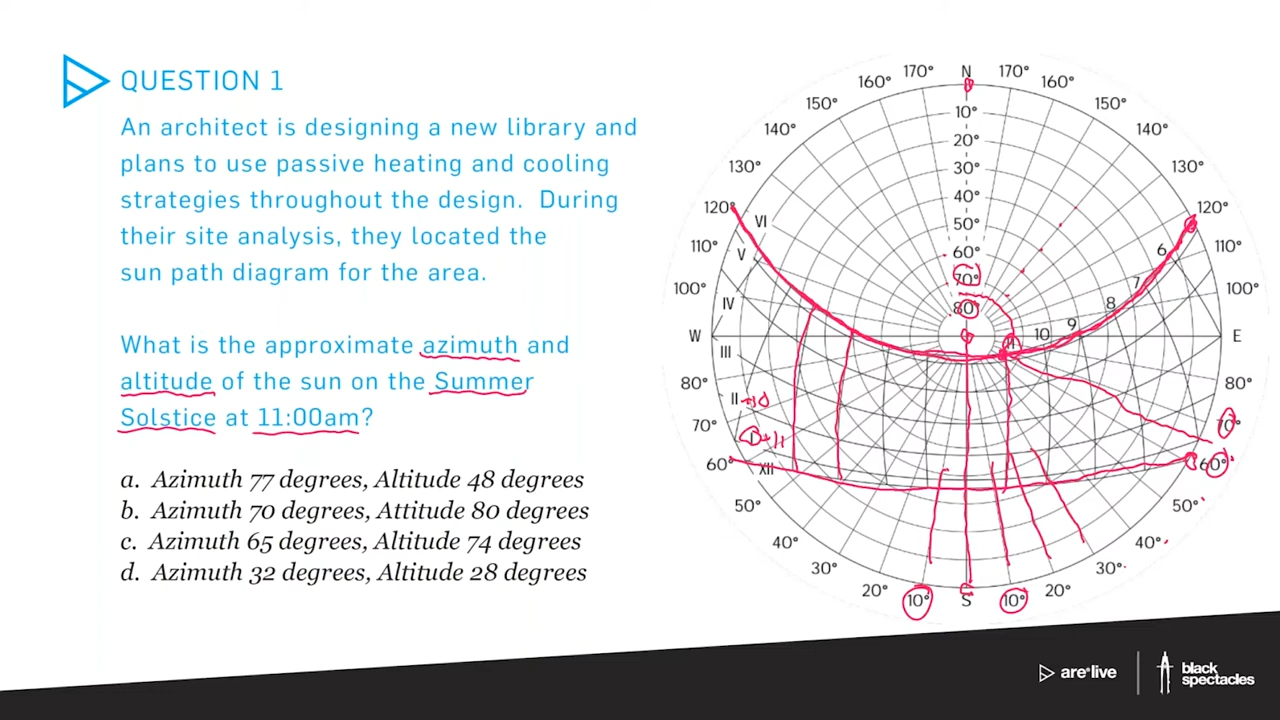 QUESTION 1
An architect is designing a new library and
plans to use passive heating and cooling
strategies throughout the design.  During
their site analysis, they located the
sun path diagram for the area.
What is the approximate azimuth and
altitude of the sun on the Summer
Solstice at 11:00am?
a.  Azimuth 77 degrees, Altitude 48 degrees
b.  Azimuth 70 degrees, Attitude 80 degrees
c.  Azimuth 65 degrees, Altitude 74 degrees
d.  Azimuth 32 degrees, Altitude 28 degrees
160° 170° N 170° 160°
150° 150°
140° 140°
130° 130°
120° 120°
110° 110°
100° 100°
W E
80° 80°
70° 70°
60° 60°
50° 50°
40° 40°
30° 30°
20° 10° S 10° 20°
10°
20°
30°
40°
50°
60°
70°
80°
VI 6
V 7
IV 8
III 9
II 10
XII 11
are live
black
spectacles